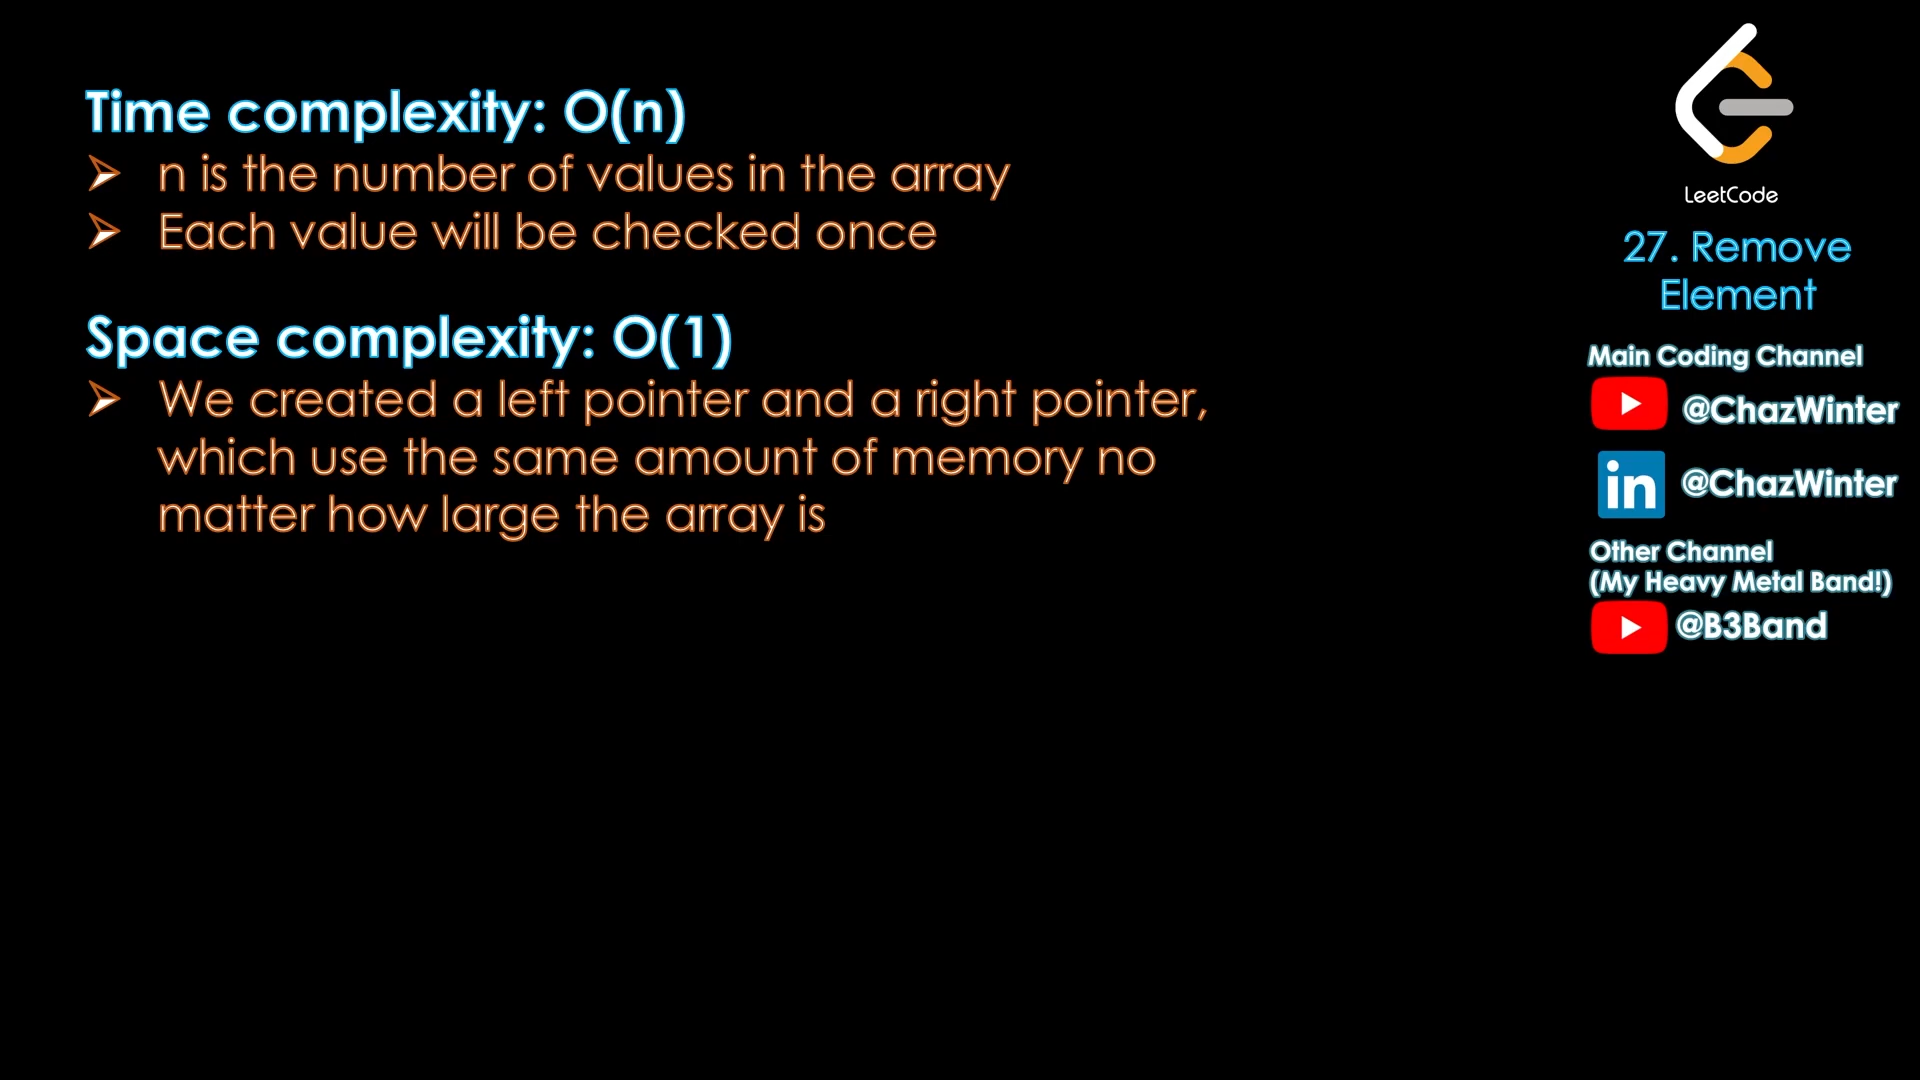 Time complexity: O(n)
➢ n is the number of values in the array
➢ Each value will be checked once
Space complexity: O(1)
➢ We created a left pointer and a right pointer,
which use the same amount of memory no
matter how large the array is
LeetCode
27. Remove
Element
Main Coding Channel
@ChazWinter
in @ChazWinter
Other Channel
(My Heavy Metal Band!)
@B3Band